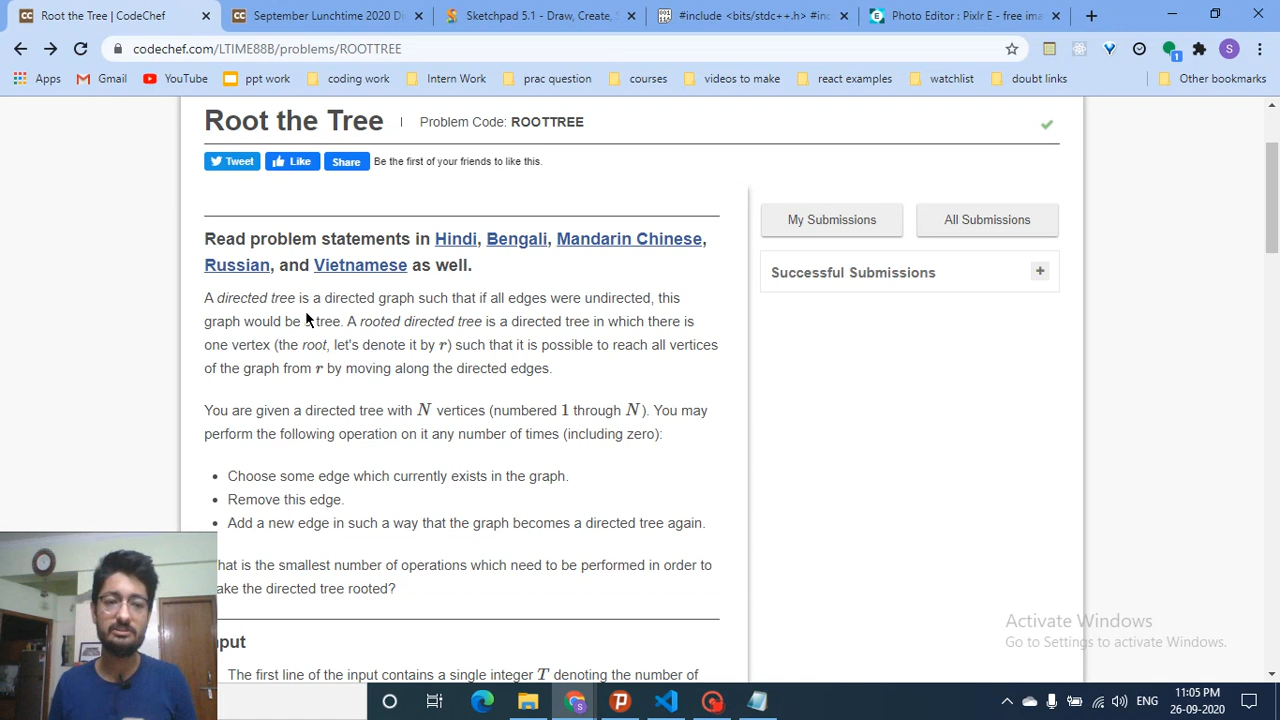 Root the Tree | CodeChef
September Lunchtime 2020 Di
Sketchpad 5.1 - Draw, Create, S
#include <bits/stdc++.h> #inc
Photo Editor : Pixlr E - free ima
codechef.com/LTIME88B/problems/ROOTTREE
Apps Gmail YouTube ppt work coding work Intern Work prac question courses videos to make react examples watchlist doubt links Other bookmarks
Root the Tree | Problem Code: ROOTTREE
Tweet Like Share Be the first of your friends to like this.
My Submissions All Submissions
Successful Submissions +
Read problem statements in Hindi, Bengali, Mandarin Chinese,
Russian, and Vietnamese as well.
A directed tree is a directed graph such that if all edges were undirected, this
graph would be tree. A rooted directed tree is a directed tree in which there is
one vertex (the root, let's denote it by r) such that it is possible to reach all vertices
of the graph from r by moving along the directed edges.
You are given a directed tree with N vertices (numbered 1 through N). You may
perform the following operation on it any number of times (including zero):
• Choose some edge which currently exists in the graph.
• Remove this edge.
• Add a new edge in such a way that the graph becomes a directed tree again.
hat is the smallest number of operations which need to be performed in order to
ake the directed tree rooted?
nput
The first line of the input contains a single integer T denoting the number of
Activate Windows
Go to Settings to activate Windows.
ENG
11:05 PM
26-09-2020